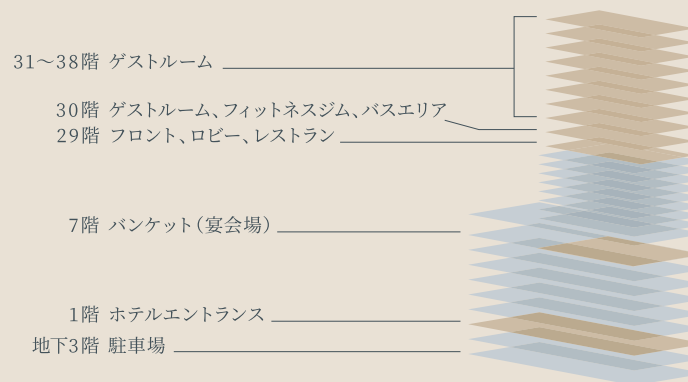 31〜38階 ゲストルーム
30階 ゲストルーム、フィットネスジム、バスエリア
29階 フロント、ロビー、レストラン
7階 バンケット(宴会場)
1階 ホテルエントランス
地下3階 駐車場